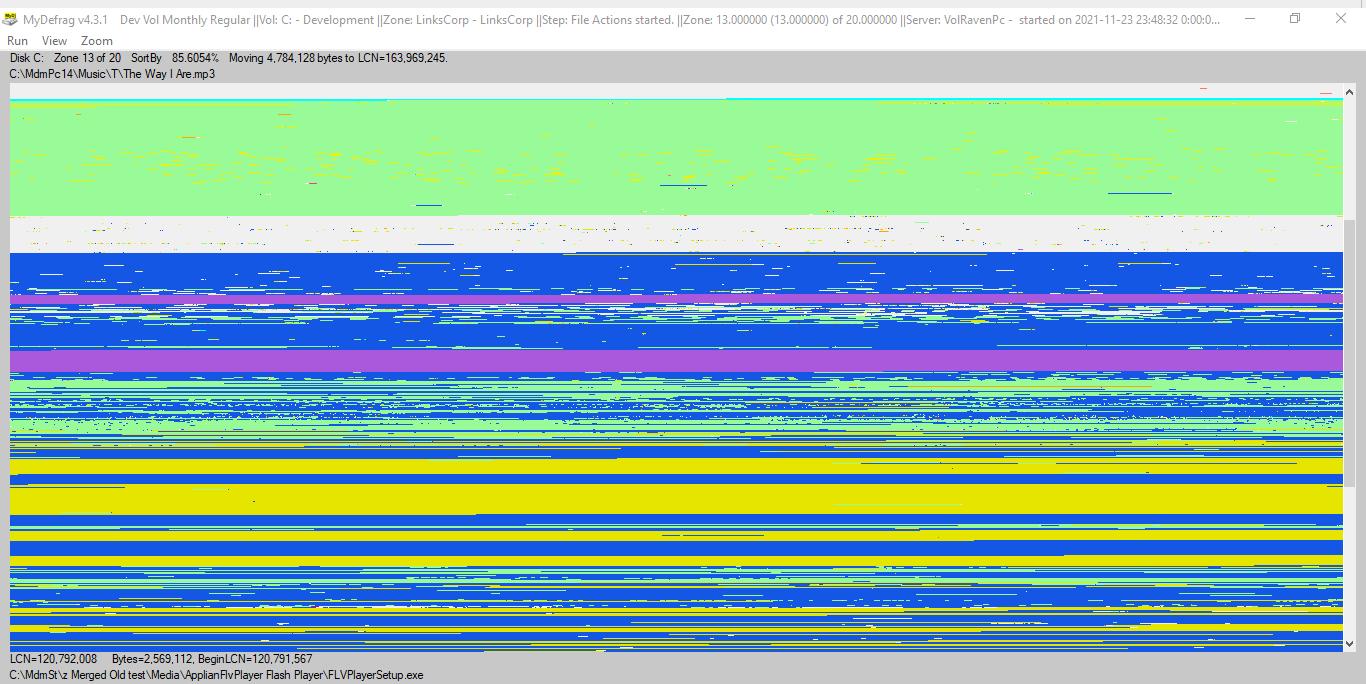 MyDefrag v4.3.1 Dev Vol Monthly Regular ||Vol: C: - Development ||Zone: LinksCorp - LinksCorp ||Step: File Actions started. ||Zone: 13.000000 (13.000000) of 20.000000 ||Server: VolRavenPc - started on 2021-11-23 23:48:32 0:00:0...
Run View Zoom
Disk C: Zone 13 of 20 SortBy 85.6054% Moving 4,784,128 bytes to LCN=163,969,245.
C:\MdmPc14\Music\T\The Way I Are.mp3
LCN=120,792,008 Bytes=2,569,112, BeginLCN=120,791,567
C:\MdmSt\z Merged Old test\Media\ApplianFlvPlayer Flash Player\FLVPlayerSetup.exe